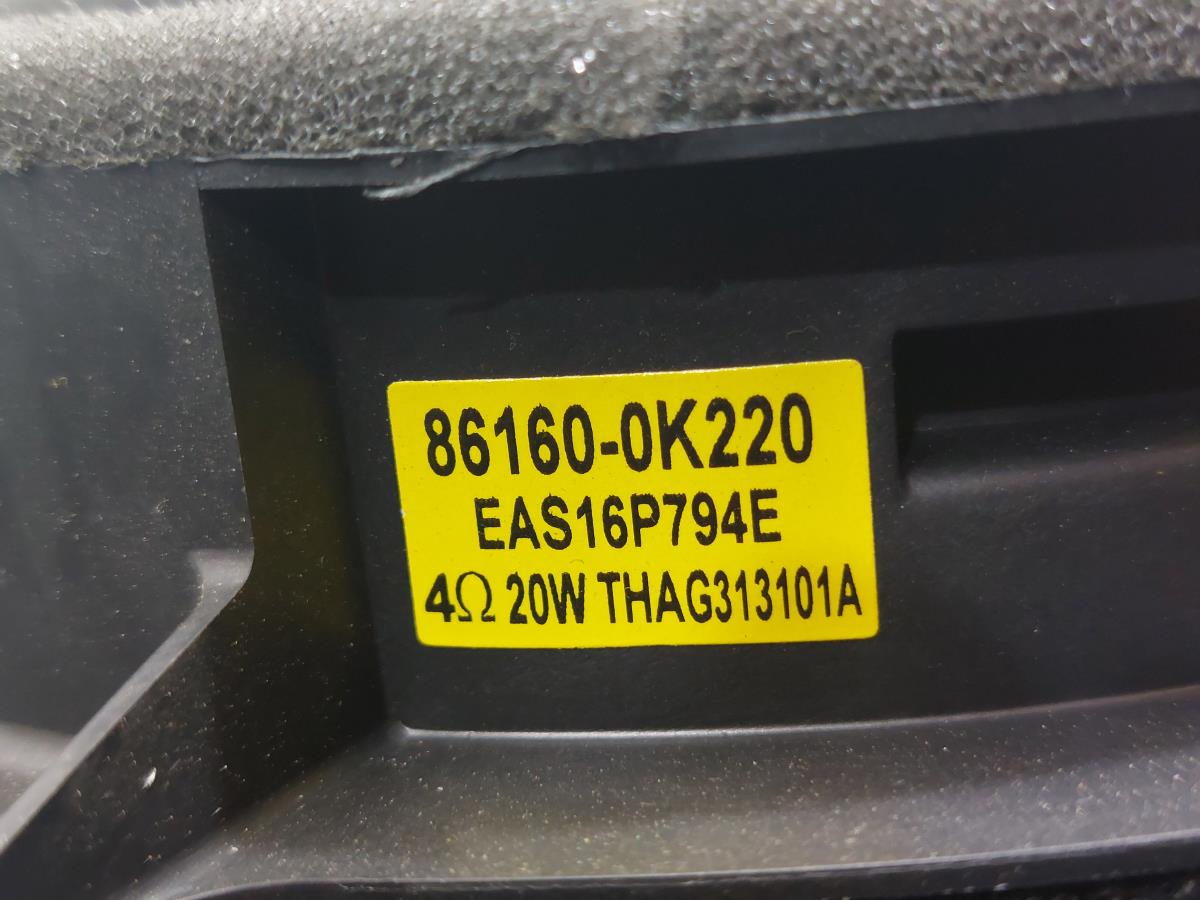 86160-0K220
EAS16P794E
4Ω 20W THAG313101A